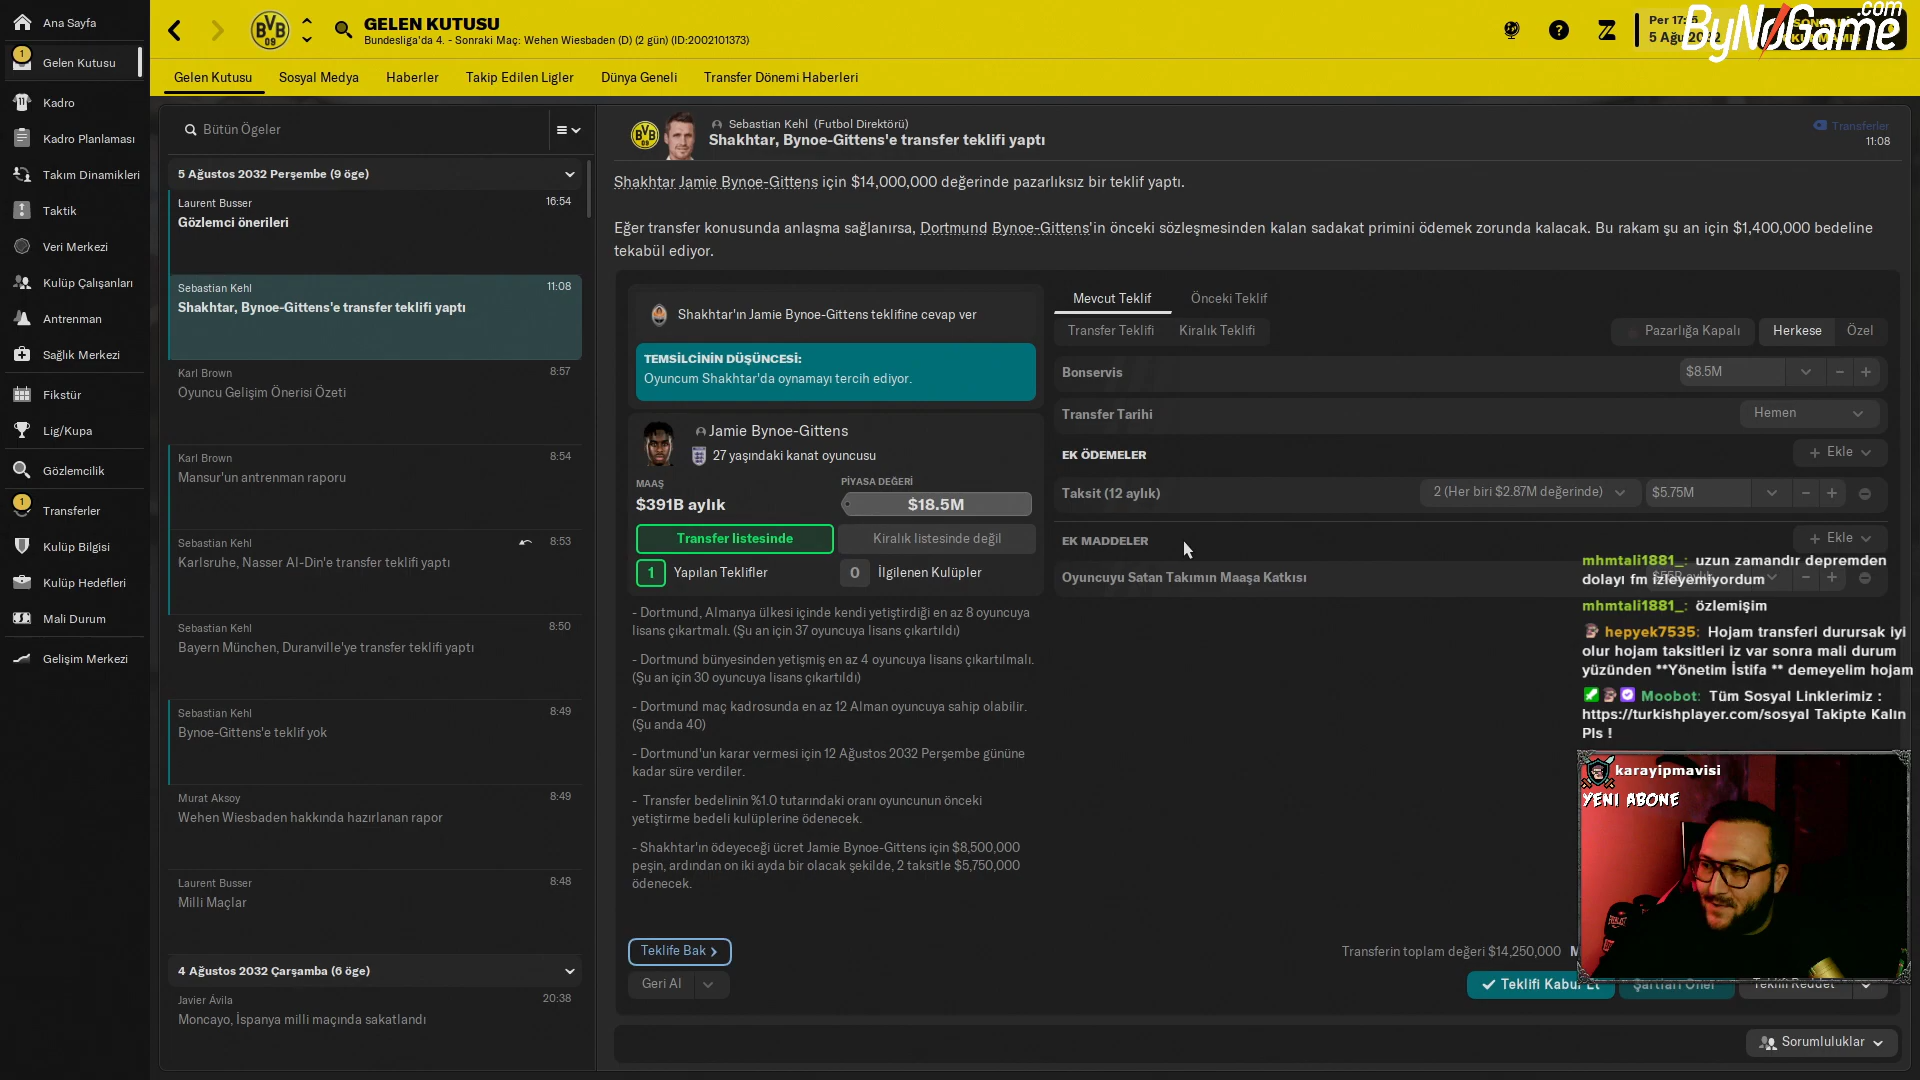 Ana Sayfa
1
Gelen Kutusu
Kadro
Kadro Planlaması
Takım Dinamikleri
Taktik
Veri Merkezi
Kulüp Çalışanları
Antrenman
Sağlık Merkezi
Fikstür
Lig/Kupa
Gözlemcilik
1
Transferler
Kulüp Bilgisi
Kulüp Hedefleri
Mali Durum
Gelişim Merkezi
BVB
09
GELEN KUTUSU
Bundesliga'da 4. - Sonraki Maç: Wehen Wiesbaden (D) (2 gün) (ID:2002101373)
ByNoGame
.com
Gelen Kutusu
Sosyal Medya
Haberler
Takip Edilen Ligler
Dünya Geneli
Transfer Dönemi Haberleri
Bütün Ögeler
5 Ağustos 2032 Perşembe (9 öge)
Laurent Busser 16:54
Gözlemci önerileri
Sebastian Kehl 11:08
Shakhtar, Bynoe-Gittens'e transfer teklifi yaptı
Karl Brown 8:57
Oyuncu Gelişim Önerisi Özeti
Karl Brown 8:54
Mansur'un antrenman raporu
Sebastian Kehl 8:53
Karlsruhe, Nasser Al-Din'e transfer teklifi yaptı
Sebastian Kehl 8:50
Bayern München, Duranville'ye transfer teklifi yaptı
Sebastian Kehl 8:49
Bynoe-Gittens'e teklif yok
Murat Aksoy 8:49
Wehen Wiesbaden hakkında hazırlanan rapor
Laurent Busser 8:48
Milli Maçlar
4 Ağustos 2032 Çarşamba (6 öge)
Javier Ávila 20:38
Moncayo, İspanya milli maçında sakatlandı
Sebastian Kehl (Futbol Direktörü)
Shakhtar, Bynoe-Gittens'e transfer teklifi yaptı
Transferler
11:08
Shakhtar Jamie Bynoe-Gittens için $14,000,000 değerinde pazarlıksız bir teklif yaptı.
Eğer transfer konusunda anlaşma sağlanırsa, Dortmund Bynoe-Gittens'in önceki sözleşmesinden kalan sadakat primini ödemek zorunda kalacak. Bu rakam şu an için $1,400,000 bedeline
tekabül ediyor.
Shakhtar'ın Jamie Bynoe-Gittens teklifine cevap ver
TEMSİLCİNİN DÜŞÜNCESİ:
Oyuncum Shakhtar'da oynamayı tercih ediyor.
Jamie Bynoe-Gittens
27 yaşındaki kanat oyuncusu
MAAŞ
$391B aylık
PİYASA DEĞERİ
$18.5M
Transfer listesinde
Kiralık listesinde değil
1 Yapılan Teklifler
0 İlgilenen Kulüpler
- Dortmund, Almanya ülkesi içinde kendi yetiştirdiği en az 8 oyuncuya
lisans çıkartmalı. (Şu an için 37 oyuncuya lisans çıkartıldı)
- Dortmund bünyesinden yetişmiş en az 4 oyuncuya lisans çıkartılmalı.
(Şu an için 30 oyuncuya lisans çıkartıldı)
- Dortmund maç kadrosunda en az 12 Alman oyuncuya sahip olabilir.
(Şu anda 40)
- Dortmund'un karar vermesi için 12 Ağustos 2032 Perşembe gününe
kadar süre verdiler.
- Transfer bedelinin %1.0 tutarındaki oranı oyuncunun önceki
yetiştirme bedeli kulüplerine ödenecek.
- Shakhtar'ın ödeyeceği ücret Jamie Bynoe-Gittens için $8,500,000
peşin, ardından on iki ayda bir olacak şekilde, 2 taksitle $5,750,000
ödenecek.
Teklife Bak
Geri Al
Mevcut Teklif
Önceki Teklif
Transfer Teklifi
Kiralık Teklifi
Pazarlığa Kapalı
Herkese
Özel
Bonservis $8.5M
Transfer Tarihi Hemen
EK ÖDEMELER Ekle
Taksit (12 aylık) 2 (Her biri $2.87M değerinde) $5.75M
EK MADDELER Ekle
Oyuncuyu Satan Takımın Maaşa Katkısı
mhmtali1881_: uzun zamandır depremden
dolayı fm izleyemiyordum
mhmtali1881_: özlemişim
hepyek7535: Hojam transferi durursak iyi
olur hojam taksitleri iz var sonra mali durum
yüzünden **Yönetim İstifa ** demeyelim hojam
Moobot: Tüm Sosyal Linklerimiz :
https://turkishplayer.com/sosyal Takipte Kalın
Pls !
karayipmavisi
YENI ABONE
Transferin toplam değeri $14,250,000
Teklifi Kabul Et
Şartları Öner
Teklifi Reddet
Sorumluluklar